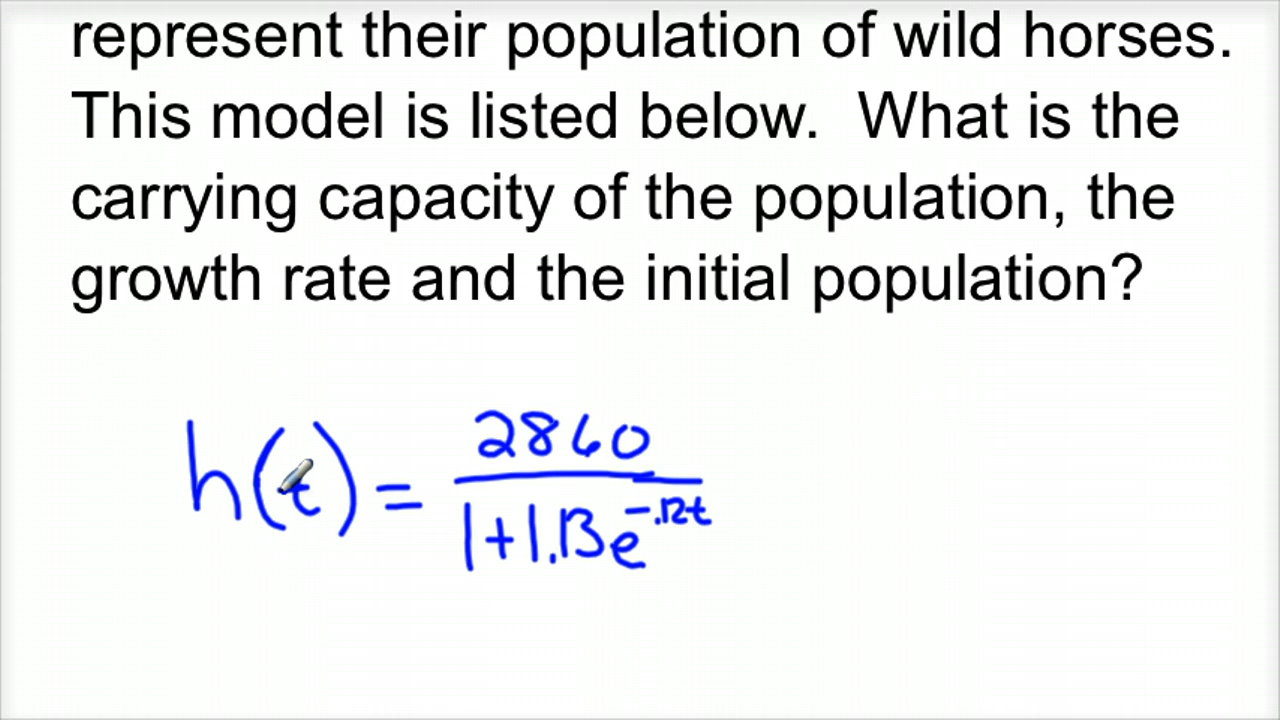 represent their population of wild horses.
This model is listed below. What is the
carrying capacity of the population, the
growth rate and the initial population?
h(t) = 2860
1+1.13e^-.12t